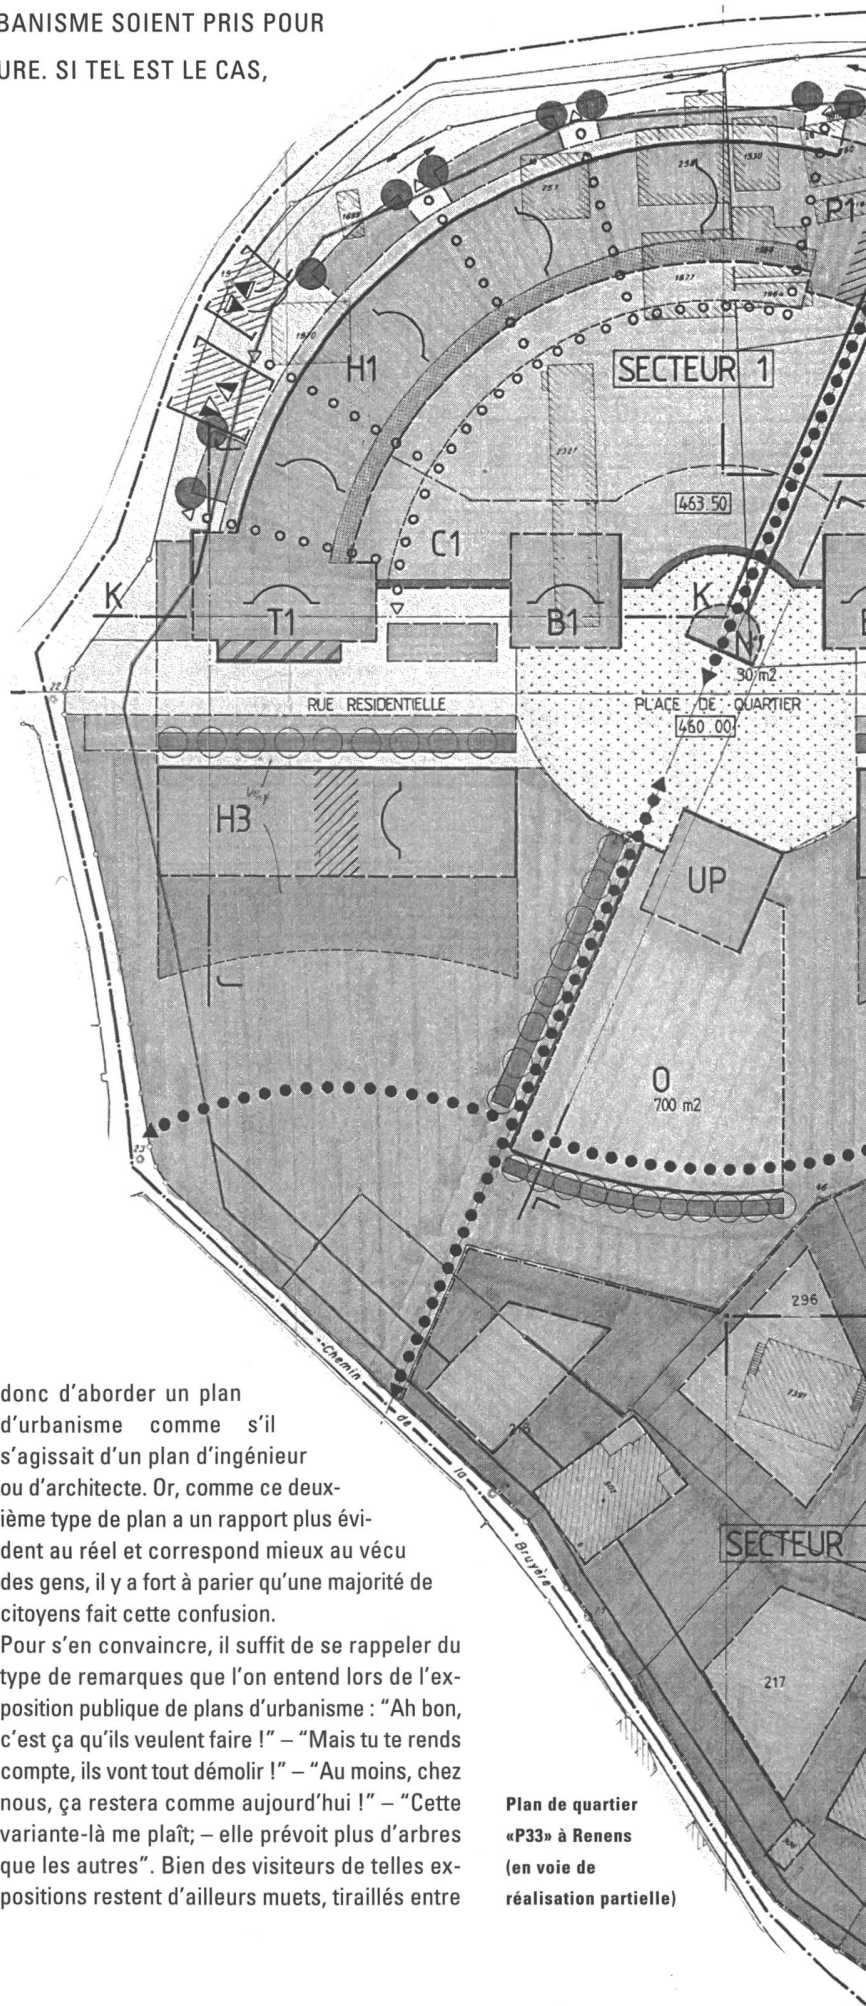 BANISME SOIENT PRIS POUR
URE. SI TEL EST LE CAS,
P1
H1
SECTEUR 1
463.50
C1
K
T1
B1
K
N
30 m2
RUE RESIDENTIELLE
PLACE DE QUARTIER
460.00
H3
UP
O
700 m2
296
Chemin de la Bruyère
216
SECTEUR
217
donc d'aborder un plan
d'urbanisme comme s'il
s'agissait d'un plan d'ingénieur
ou d'architecte. Or, comme ce deux-
ième type de plan a un rapport plus évi-
dent au réel et correspond mieux au vécu
des gens, il y a fort à parier qu'une majorité de
citoyens fait cette confusion.
Pour s'en convaincre, il suffit de se rappeler du
type de remarques que l'on entend lors de l'ex-
position publique de plans d'urbanisme : “Ah bon,
c'est ça qu'ils veulent faire !” – “Mais tu te rends
compte, ils vont tout démolir !” – “Au moins, chez
nous, ça restera comme aujourd'hui !” – “Cette
variante-là me plaît; – elle prévoit plus d'arbres
que les autres”. Bien des visiteurs de telles ex-
positions restent d'ailleurs muets, tiraillés entre
Plan de quartier
«P33» à Renens
(en voie de
réalisation partielle)